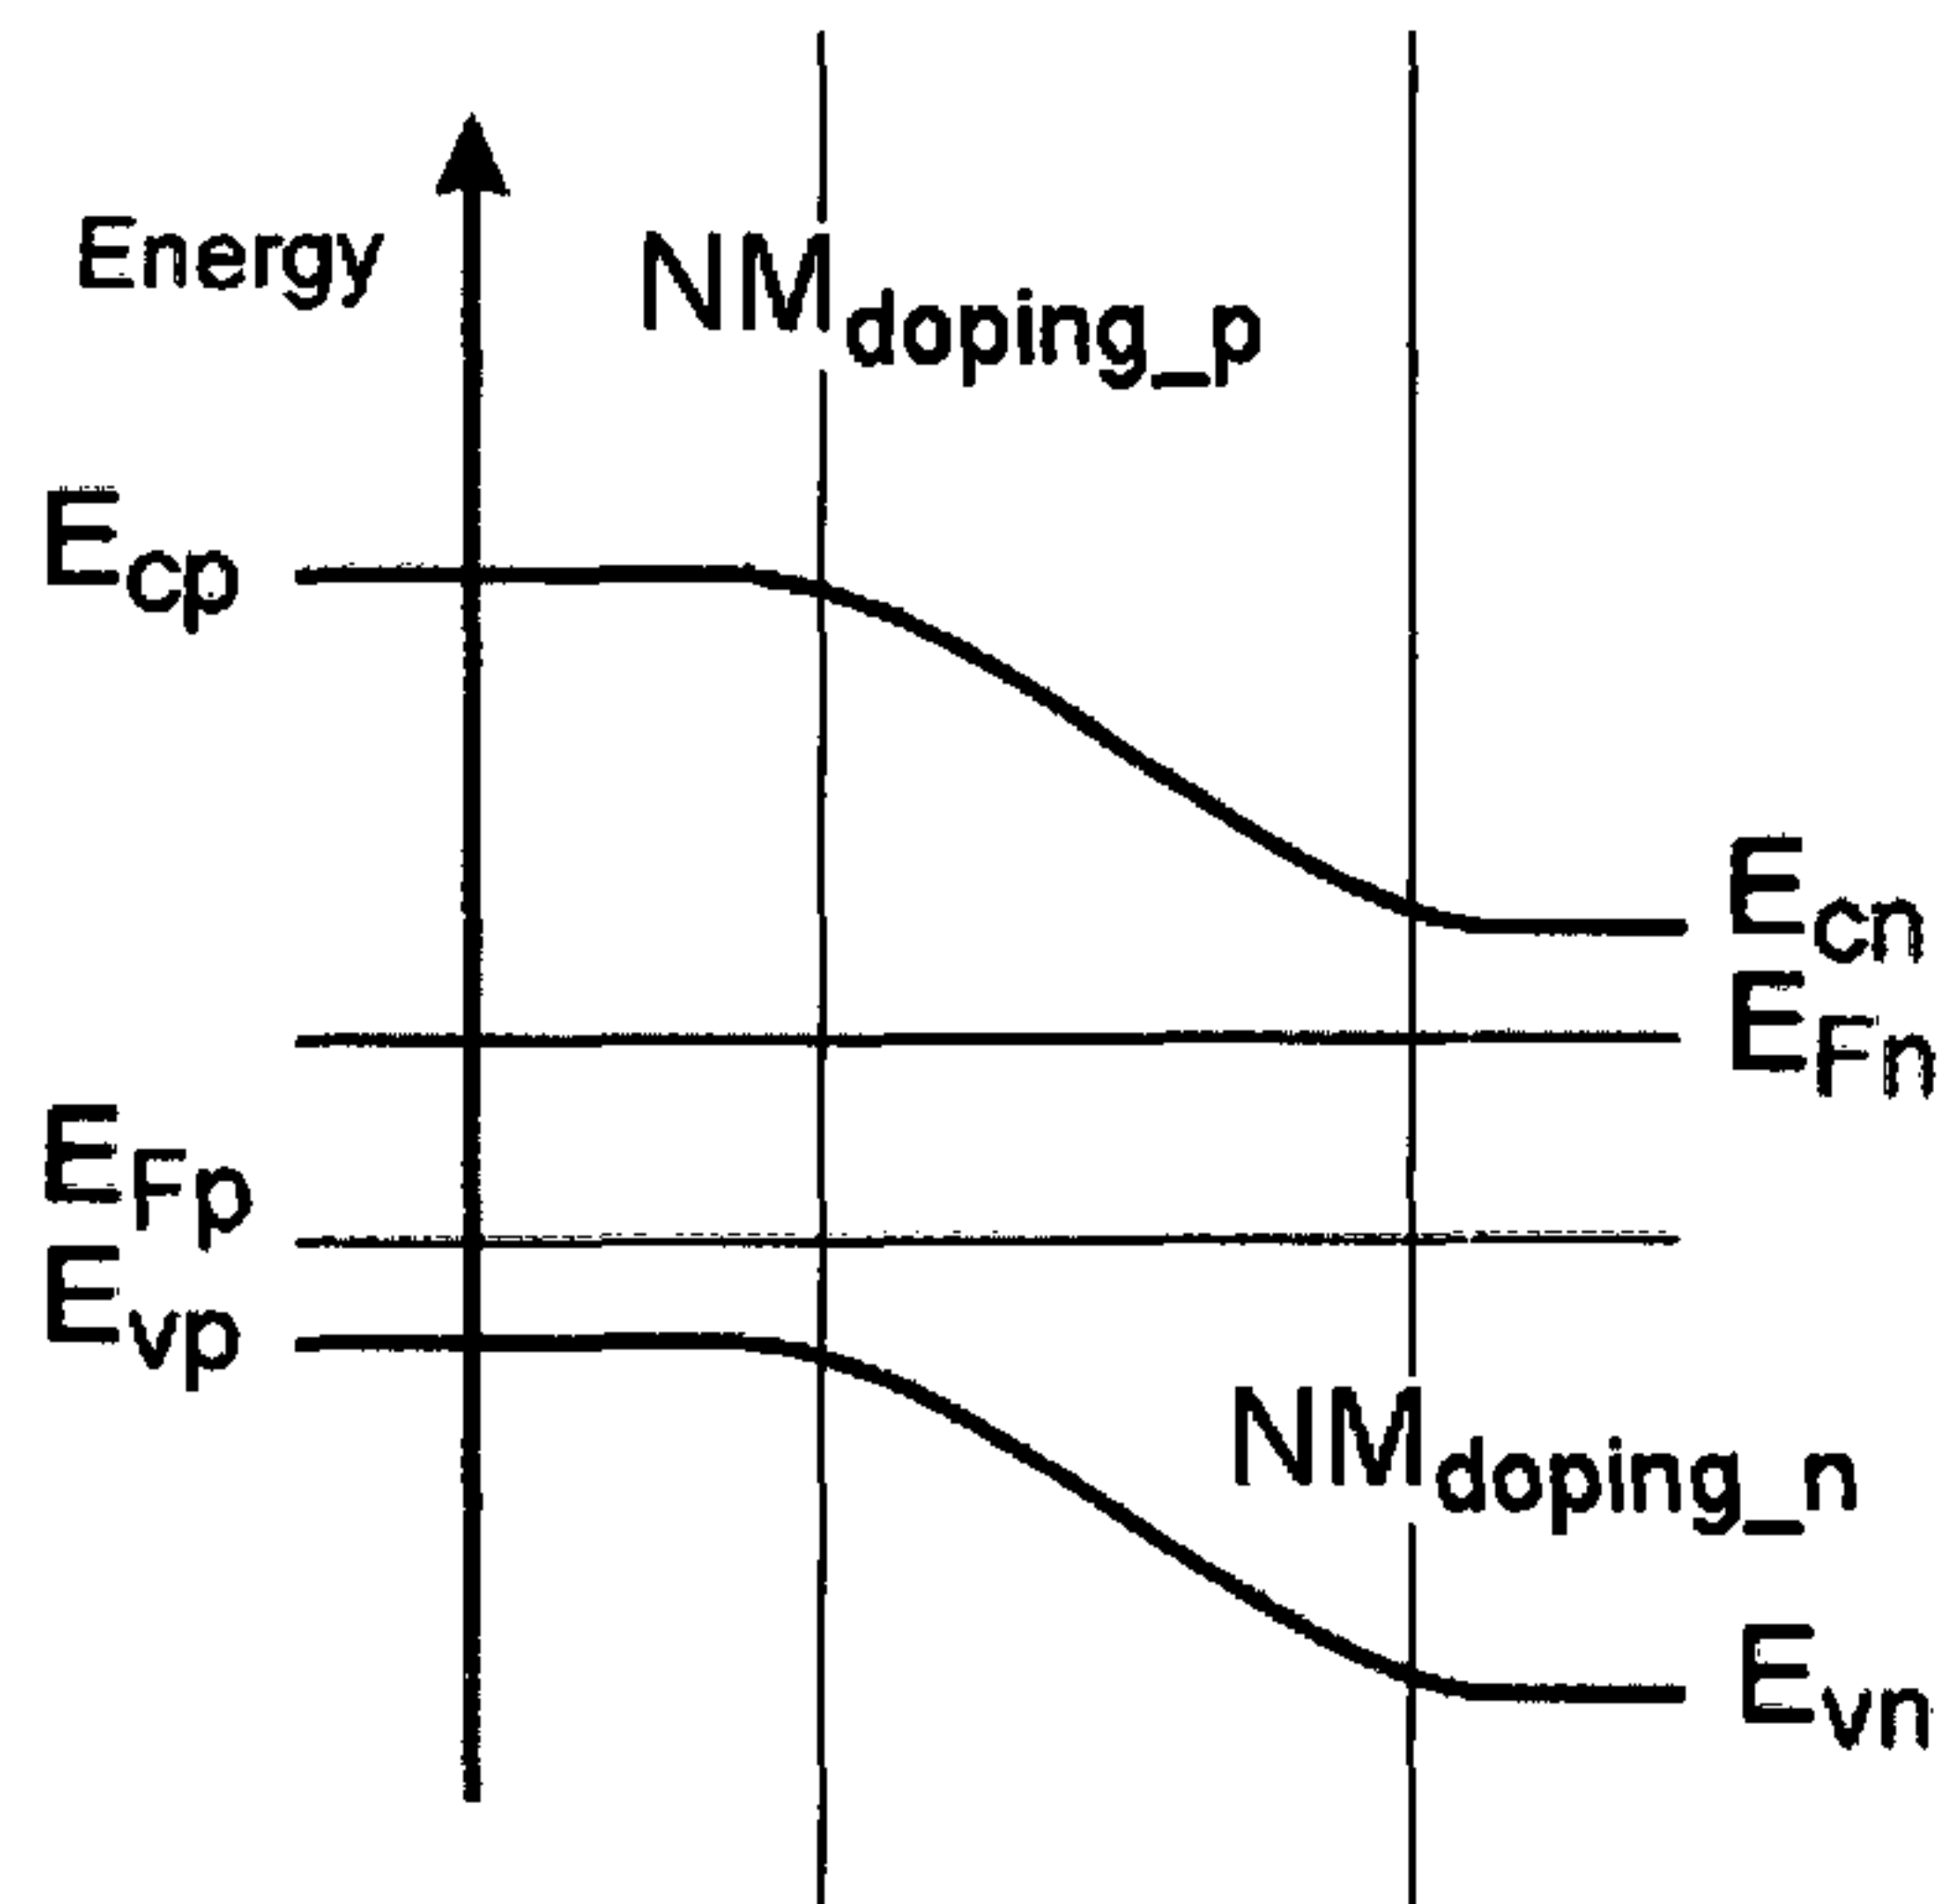 Energy
NMdoping_p
Ecp
Ecn
EFn
EFp
Evp
NMdoping_n
Evn